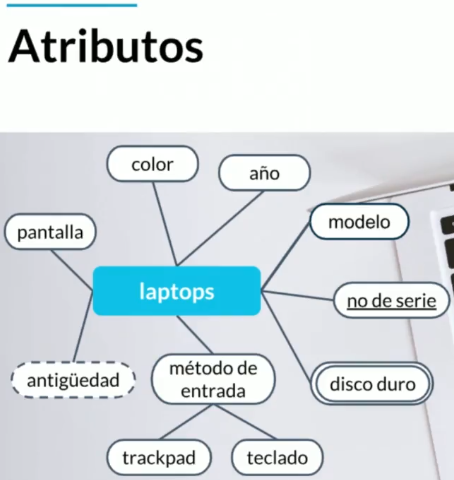 Atributos
color
año
modelo
pantalla
laptops
no de serie
antigüedad
método de
entrada
disco duro
trackpad
teclado